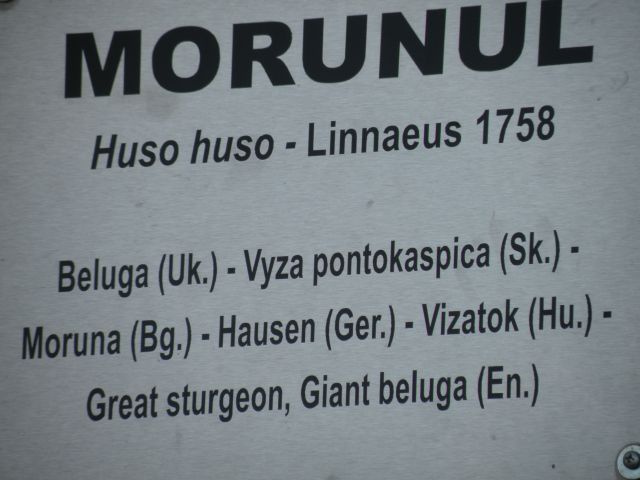 MORUNUL
Huso huso - Linnaeus 1758
Beluga (Uk.) - Vyza pontokaspica (Sk.) -
Moruna (Bg.) - Hausen (Ger.) - Vizatok (Hu.) -
Great sturgeon, Giant beluga (En.)